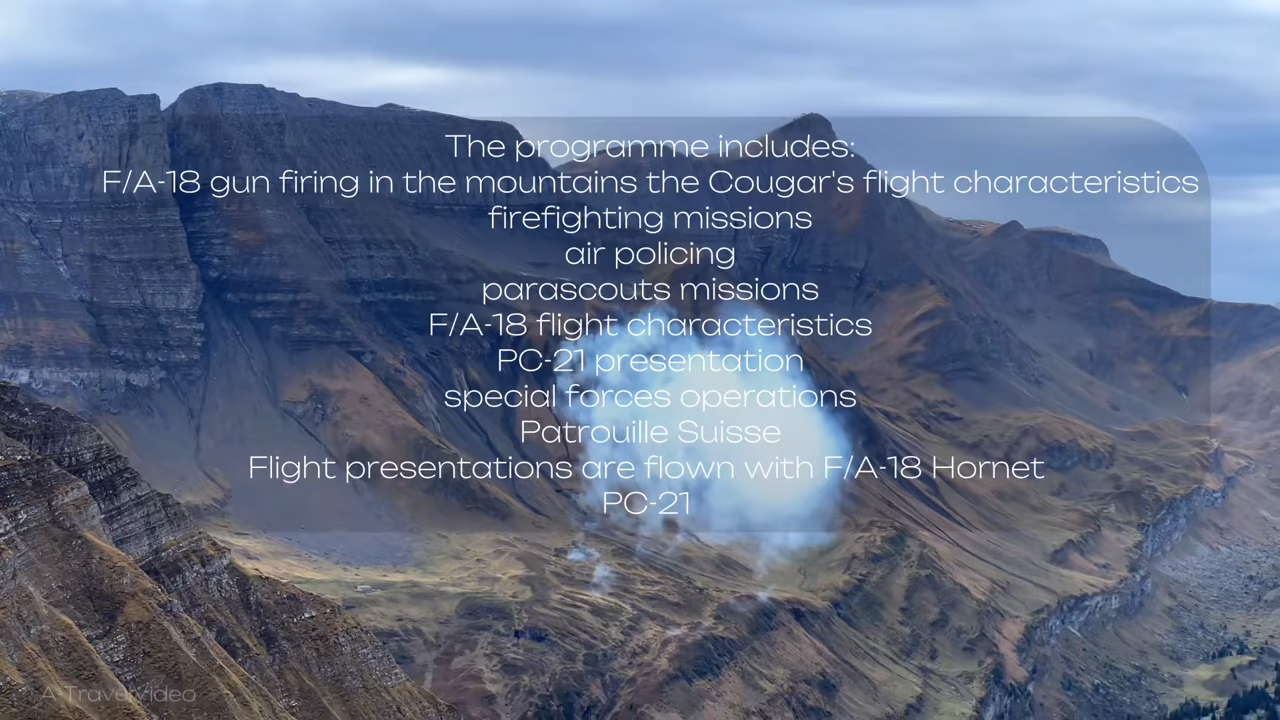 The programme includes:
F/A-18 gun firing in the mountains the Cougar's flight characteristics
firefighting missions
air policing
parascouts missions
F/A-18 flight characteristics
PC-21 presentation
special forces operations
Patrouille Suisse
Flight presentations are flown with F/A-18 Hornet
PC-21
A-TravelVideo